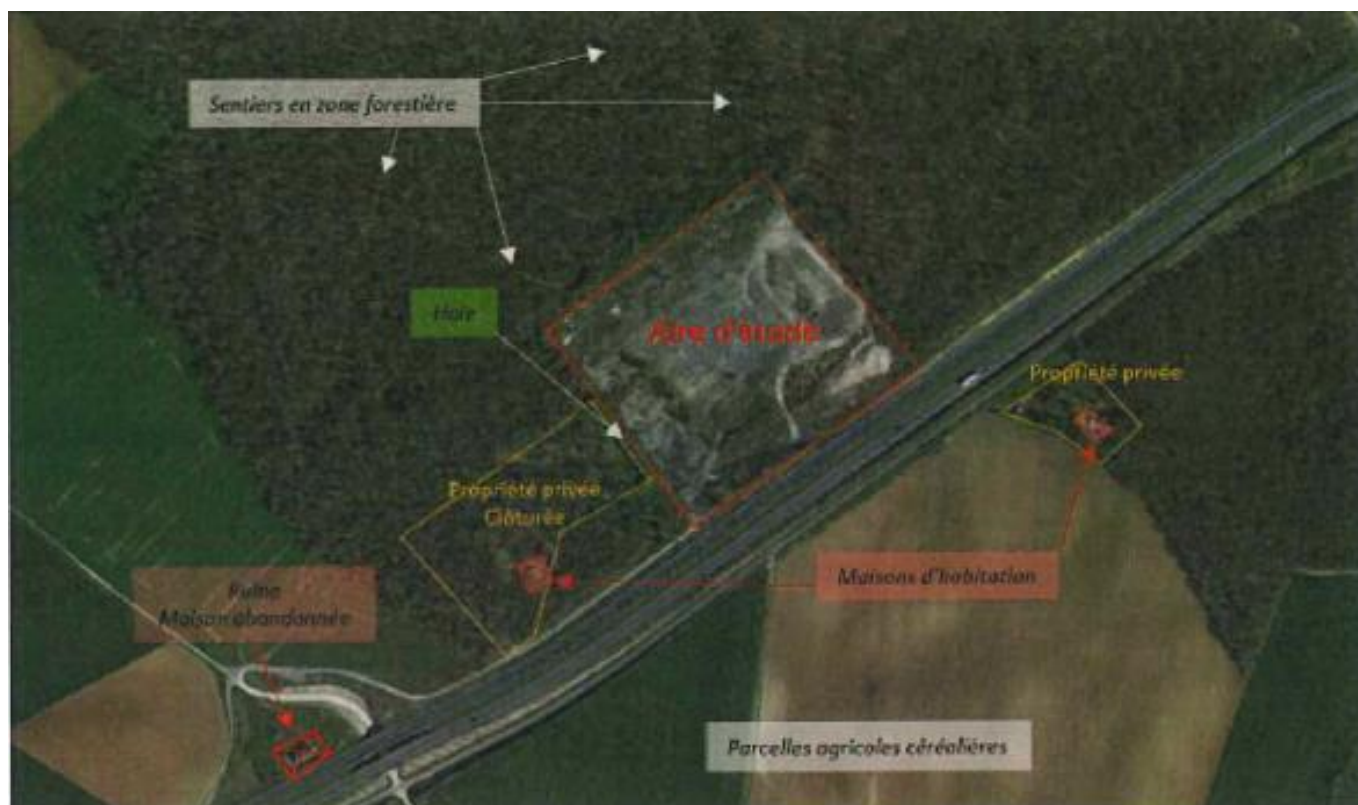 Sentiers en zone forestière
Haie
Aire d'étude
Propriété privée
Propriété privée
Clôturée
Maisons d'habitation
Ruine
Maison abandonnée
Parcelles agricoles céréalières